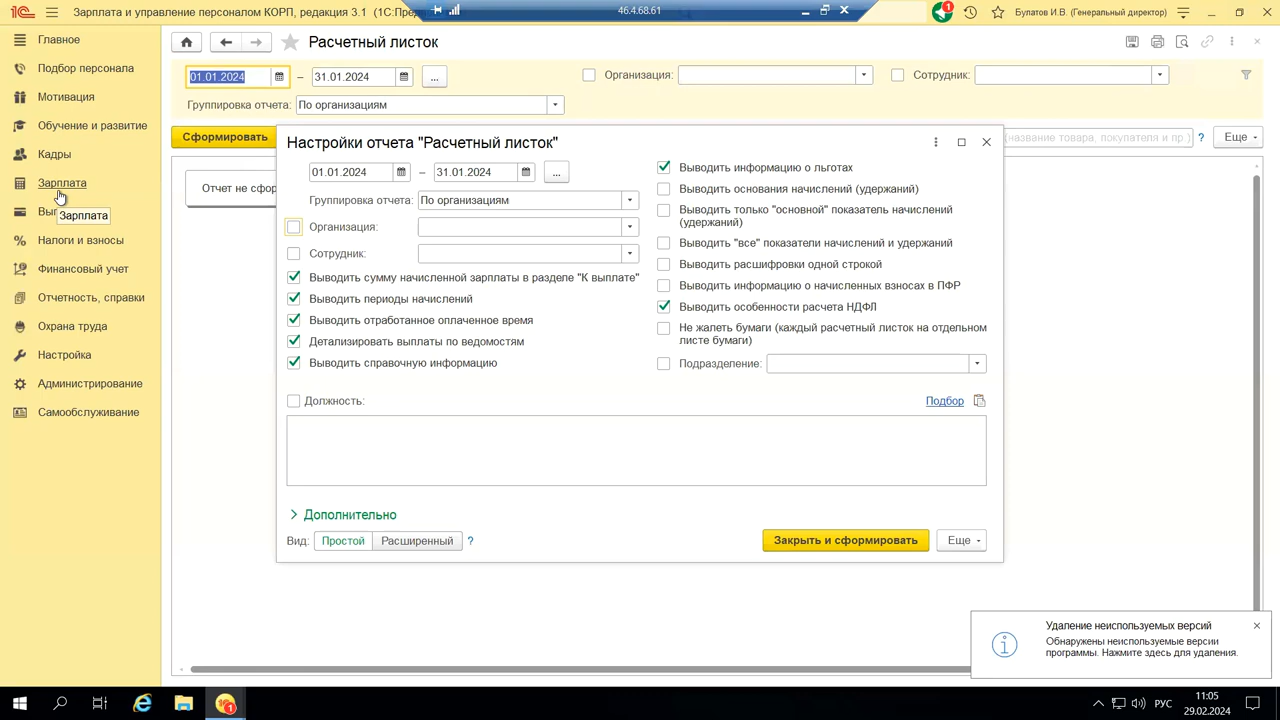 Зарплата и управление персоналом КОРП, редакция 3.1 (1С:Пре
46.4.68.61
1
Булатов И.В. (Генеральный директор)
Главное
Подбор персонала
Мотивация
Обучение и развитие
Кадры
Зарплата
Вып
Зарплата
Налоги и взносы
Финансовый учет
Отчетность, справки
Охрана труда
Настройка
Администрирование
Самообслуживание
Расчетный листок
01.01.2024 – 31.01.2024 ... Организация: Сотрудник:
Группировка отчета: По организациям
Сформировать
(название товара, покупателя и пр.) ? Еще
Отчет не сфор
Настройки отчета "Расчетный листок"
01.01.2024 – 31.01.2024 ...
Группировка отчета: По организациям
Организация:
Сотрудник:
Выводить сумму начисленной зарплаты в разделе "К выплате"
Выводить периоды начислений
Выводить отработанное оплаченное время
Детализировать выплаты по ведомостям
Выводить справочную информацию
Выводить информацию о льготах
Выводить основания начислений (удержаний)
Выводить только "основной" показатель начислений
(удержаний)
Выводить "все" показатели начислений и удержаний
Выводить расшифровки одной строкой
Выводить информацию о начисленных взносах в ПФР
Выводить особенности расчета НДФЛ
Не жалеть бумаги (каждый расчетный листок на отдельном
листе бумаги)
Подразделение:
Должность:
Подбор
Дополнительно
Вид: Простой Расширенный ?
Закрыть и сформировать Еще
Удаление неиспользуемых версий
Обнаружены неиспользуемые версии
программы. Нажмите здесь для удаления.
1
РУС
11:05
29.02.2024